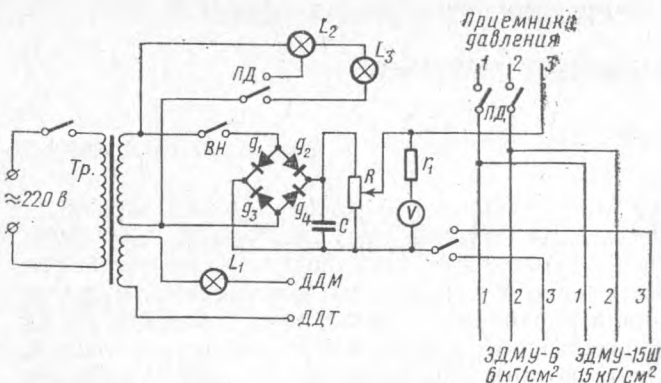 Приемника
давления
1 2 3
ПД
L₂
L₃
ПД
Тр.
≈220 В
ВН
g₁ g₂
g₃ g₄
C
R
r₁
V
L₁
ДДМ
ДДТ
1 2 3 1 2 3
ЭДМУ-6 ЭДМУ-15Ш
6 кГ/см² 15 кГ/см²